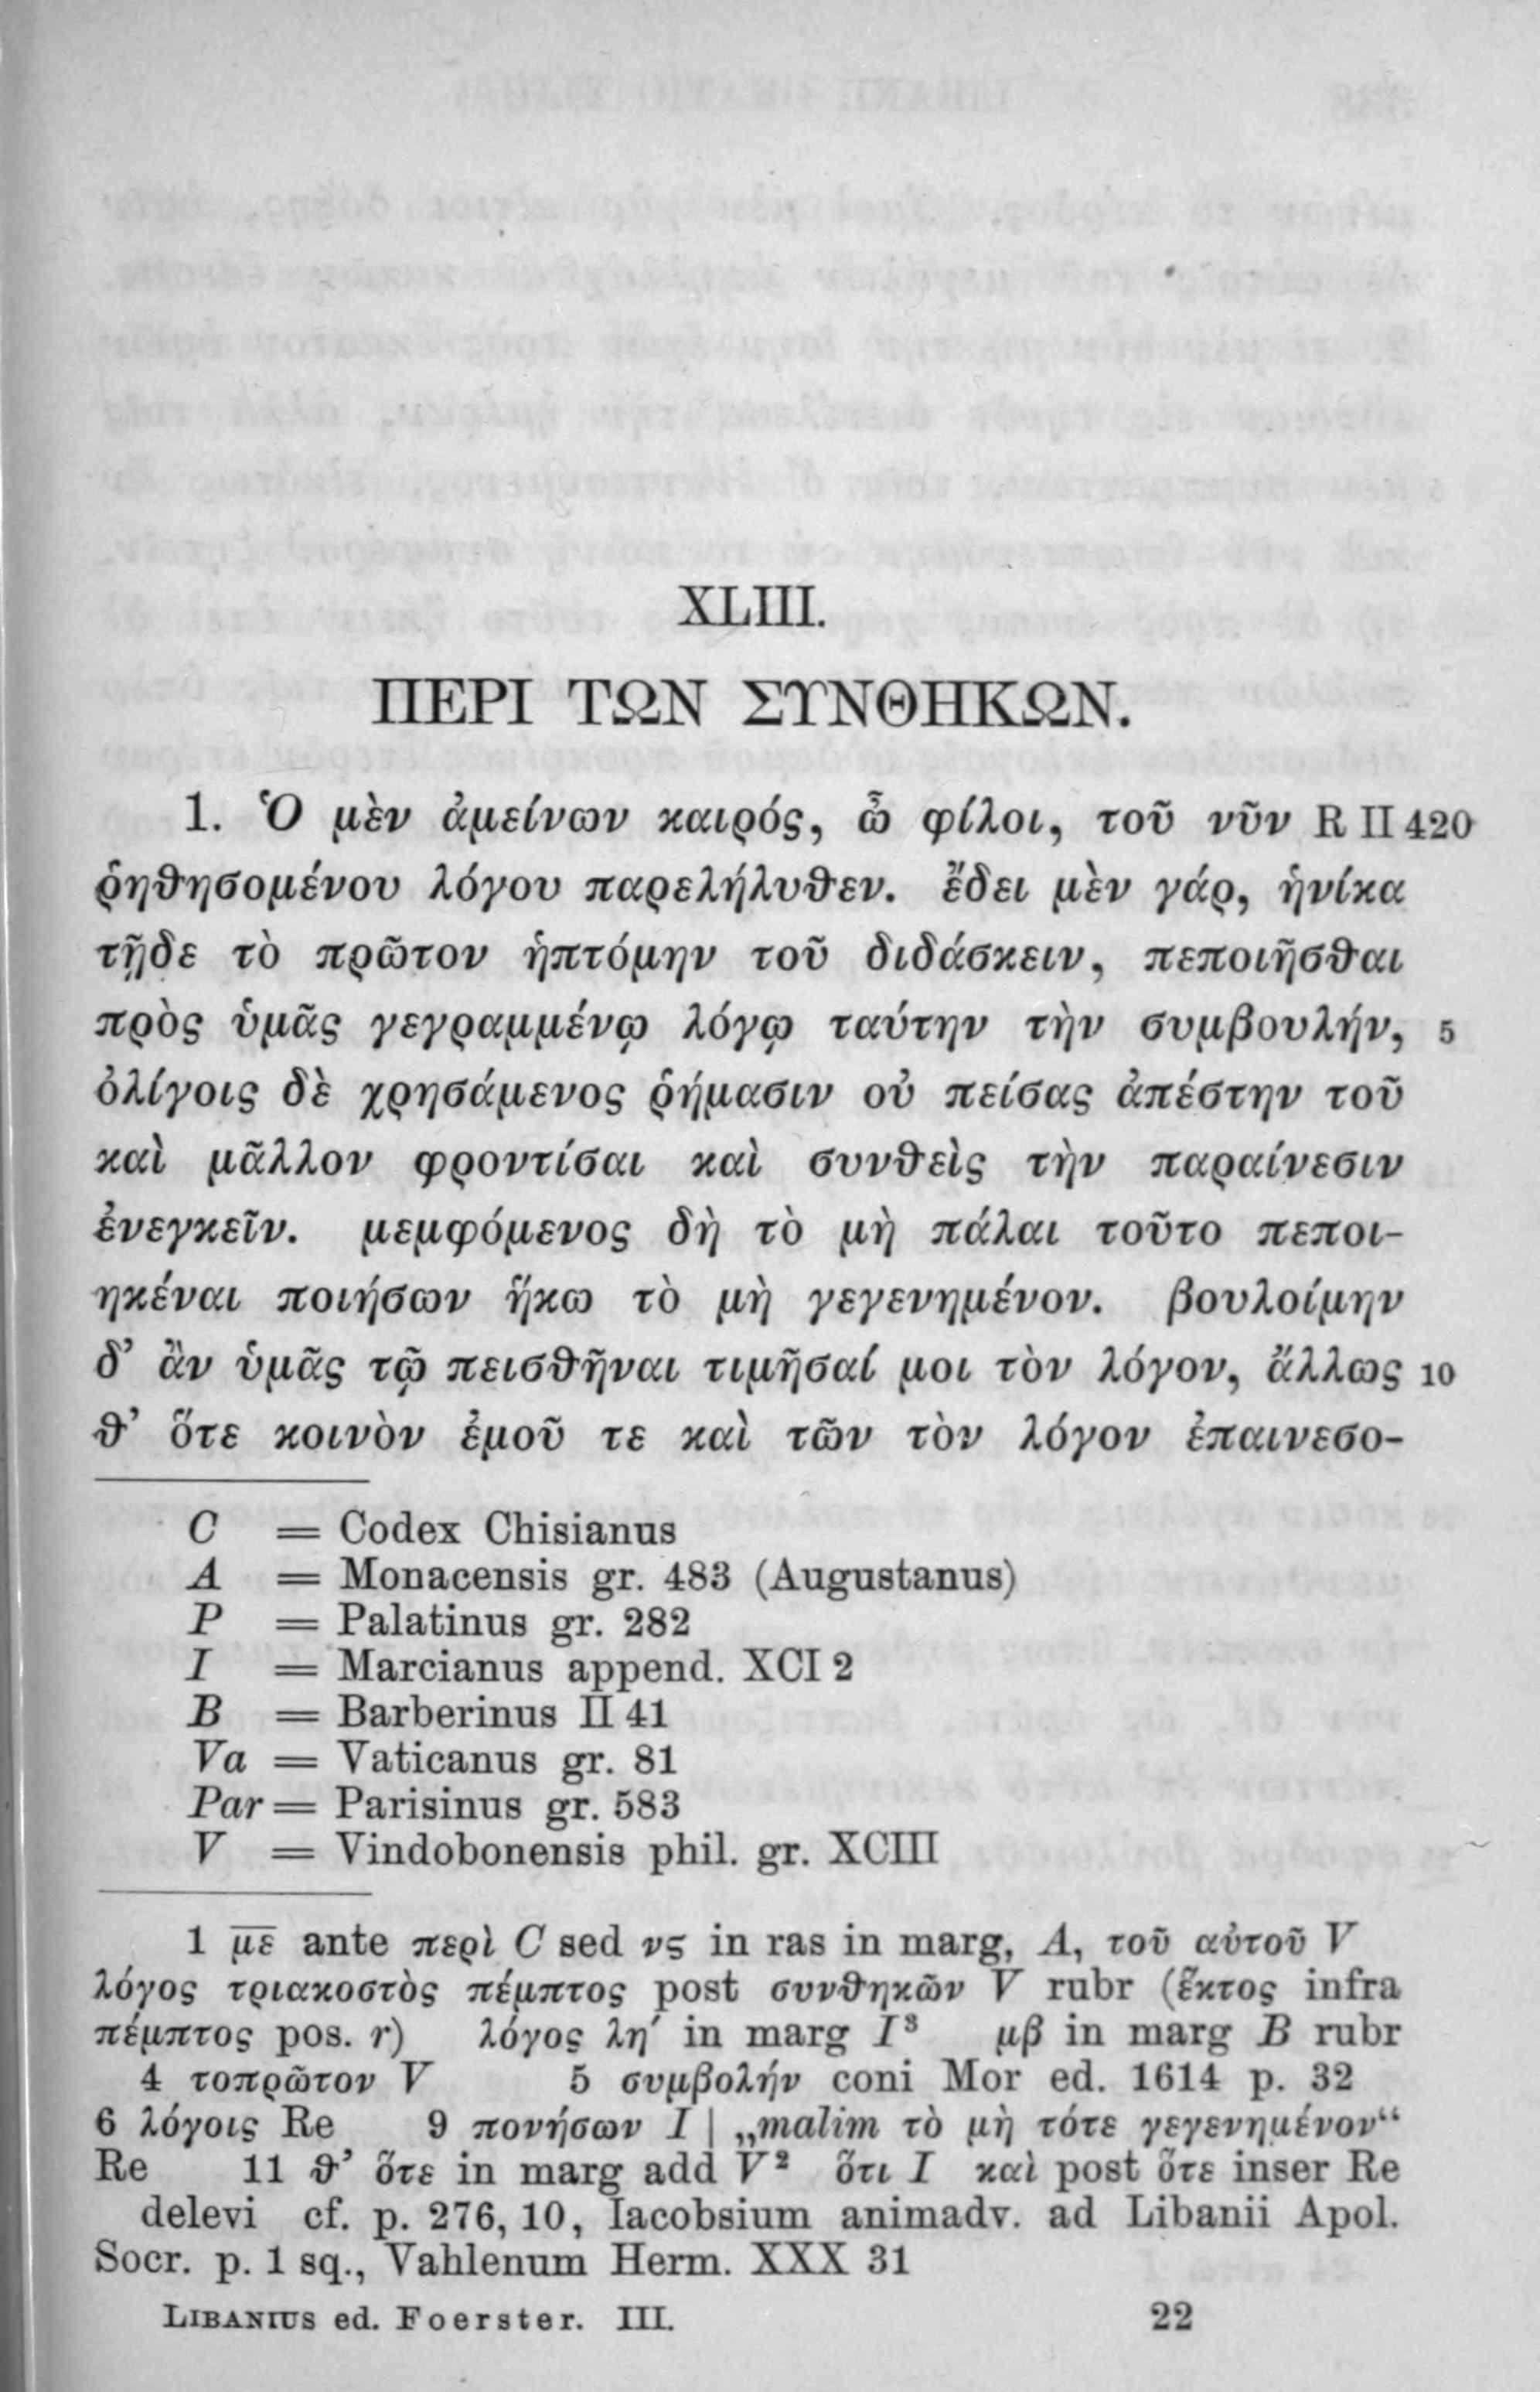 XLIII.
ΠΕΡΙ ΤΩΝ ΣΥΝΘΗΚΩΝ.
1. Ὁ μὲν ἀμείνων καιρός, ὦ φίλοι, τοῦ νῦν R II 420
ῥηθησομένου λόγου παρελήλυθεν. ἔδει μὲν γάρ, ἡνίκα
τῇδε τὸ πρῶτον ἡπτόμην τοῦ διδάσκειν, πεποιῆσθαι
πρὸς ὑμᾶς γεγραμμένῳ λόγῳ ταύτην τὴν συμβουλήν, 5
ὀλίγοις δὲ χρησάμενος ῥήμασιν οὐ πείσας ἀπέστην τοῦ
καὶ μᾶλλον φροντίσαι καὶ συνθεὶς τὴν παραίνεσιν
ἐνεγκεῖν. μεμφόμενος δὴ τὸ μὴ πάλαι τοῦτο πεποι-
ηκέναι ποιήσων ἥκω τὸ μὴ γεγενημένον. βουλοίμην
δ’ ἂν ὑμᾶς τῷ πεισθῆναι τιμῆσαί μοι τὸν λόγον, ἄλλως 10
θ’ ὅτε κοινὸν ἐμοῦ τε καὶ τῶν τὸν λόγον ἐπαινεσο-
C = Codex Chisianus
A = Monacensis gr. 483 (Augustanus)
P = Palatinus gr. 282
I = Marcianus append. XCI 2
B = Barberinus II 41
Va = Vaticanus gr. 81
Par = Parisinus gr. 583
V = Vindobonensis phil. gr. XCIII
1 με ante περὶ C sed νϛ in ras in marg, A, τοῦ αὐτοῦ V
λόγος τριακοστὸς πέμπτος post συνθηκῶν V rubr (ἕκτος infra
πέμπτος pos. r) λόγος λη′ in marg I³ μβ in marg B rubr
4 τοπρῶτον V 5 συμβολήν coni Mor ed. 1614 p. 32
6 λόγοις Re 9 πονήσων I | „malim τὸ μὴ τότε γεγενημένον“
Re 11 θ’ ὅτε in marg add V² ὅτι I καὶ post ὅτε inser Re
delevi cf. p. 276, 10, Iacobsium animadv. ad Libanii Apol.
Socr. p. 1 sq., Vahlenum Herm. XXX 31
LIBANIUS ed. Foerster. III. 22